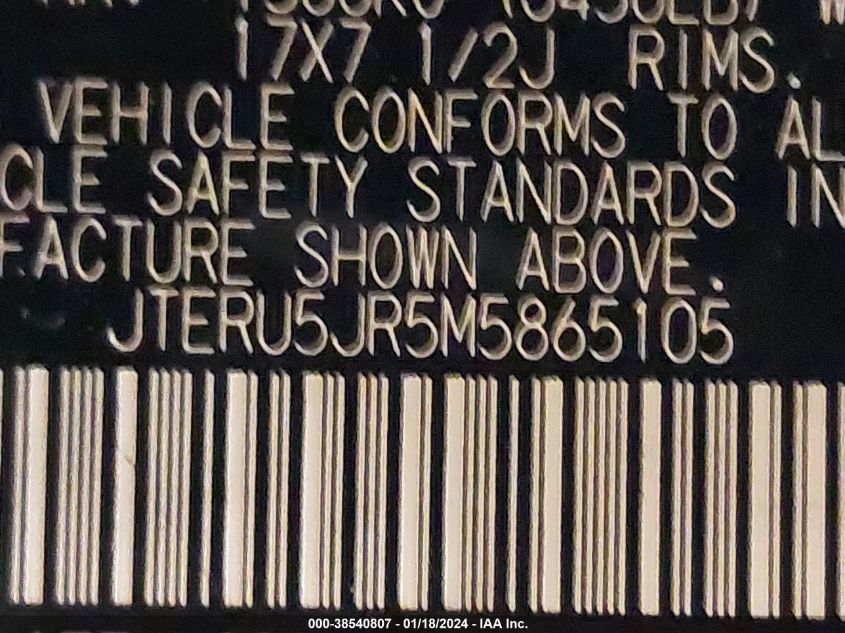 17X7 1/2J RIMS.
VEHICLE CONFORMS TO AL
CLE SAFETY STANDARDS IN
FACTURE SHOWN ABOVE.
JTERU5JR5M5865105
000-38540807 - 01/18/2024 - IAA Inc.